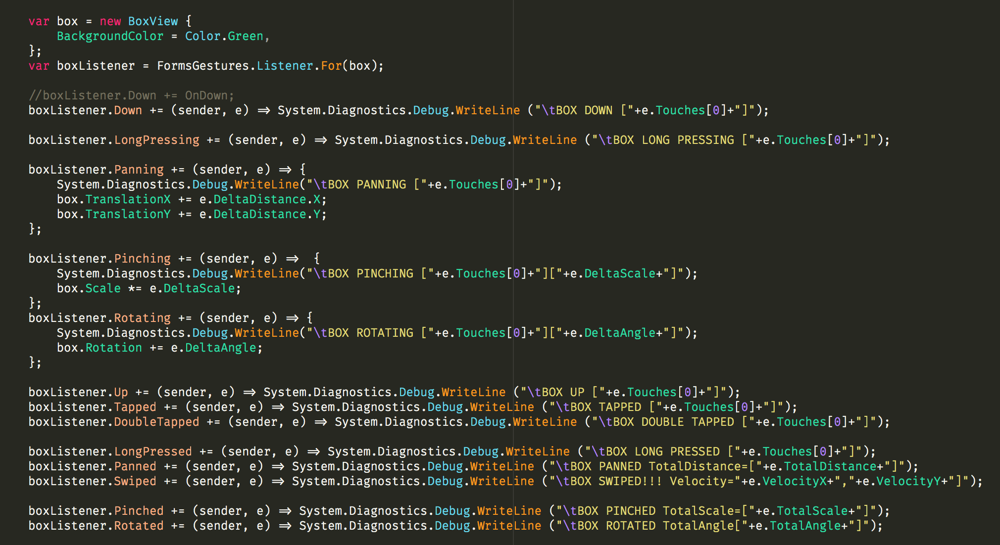 var box = new BoxView {
    BackgroundColor = Color.Green,
};
var boxListener = FormsGestures.Listener.For(box);
//boxListener.Down += OnDown;
boxListener.Down += (sender, e) => System.Diagnostics.Debug.WriteLine ("\tBOX DOWN ["+e.Touches[0]+"]");
boxListener.LongPressing += (sender, e) => System.Diagnostics.Debug.WriteLine ("\tBOX LONG PRESSING ["+e.Touches[0]+"]");
boxListener.Panning += (sender, e) => {
    System.Diagnostics.Debug.WriteLine("\tBOX PANNING ["+e.Touches[0]+"]");
    box.TranslationX += e.DeltaDistance.X;
    box.TranslationY += e.DeltaDistance.Y;
};
boxListener.Pinching += (sender, e) =>  {
    System.Diagnostics.Debug.WriteLine("\tBOX PINCHING ["+e.Touches[0]+"]["+e.DeltaScale+"]");
    box.Scale *= e.DeltaScale;
};
boxListener.Rotating += (sender, e) => {
    System.Diagnostics.Debug.WriteLine("\tBOX ROTATING ["+e.Touches[0]+"]["+e.DeltaAngle+"]");
    box.Rotation += e.DeltaAngle;
};
boxListener.Up += (sender, e) => System.Diagnostics.Debug.WriteLine ("\tBOX UP ["+e.Touches[0]+"]");
boxListener.Tapped += (sender, e) => System.Diagnostics.Debug.WriteLine ("\tBOX TAPPED ["+e.Touches[0]+"]");
boxListener.DoubleTapped += (sender, e) => System.Diagnostics.Debug.WriteLine ("\tBOX DOUBLE TAPPED ["+e.Touches[0]+"]");
boxListener.LongPressed += (sender, e) => System.Diagnostics.Debug.WriteLine ("\tBOX LONG PRESSED ["+e.Touches[0]+"]");
boxListener.Panned += (sender, e) => System.Diagnostics.Debug.WriteLine ("\tBOX PANNED TotalDistance=["+e.TotalDistance+"]");
boxListener.Swiped += (sender, e) => System.Diagnostics.Debug.WriteLine ("\tBOX SWIPED!!! Velocity="+e.VelocityX+","+e.VelocityY+"]");
boxListener.Pinched += (sender, e) => System.Diagnostics.Debug.WriteLine ("\tBOX PINCHED TotalScale=["+e.TotalScale+"]");
boxListener.Rotated += (sender, e) => System.Diagnostics.Debug.WriteLine ("\tBOX ROTATED TotalAngle["+e.TotalAngle+"]");